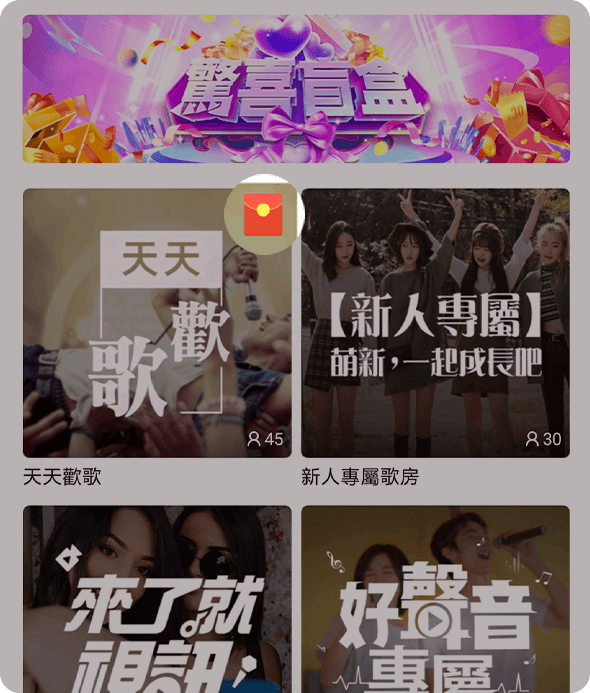 驚喜盲盒
天天
歡
歌
45
天天歡歌
【新人專屬】
萌新，一起成長吧
30
新人專屬歌房
來了就
視訊
好聲音
專屬